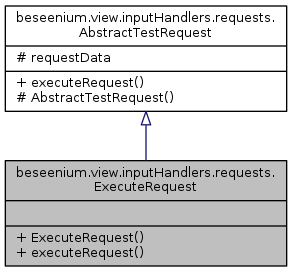 beseenium.view.inputHandlers.requests.
AbstractTestRequest
# requestData
+ executeRequest()
# AbstractTestRequest()
beseenium.view.inputHandlers.requests.
ExecuteRequest
+ ExecuteRequest()
+ executeRequest()